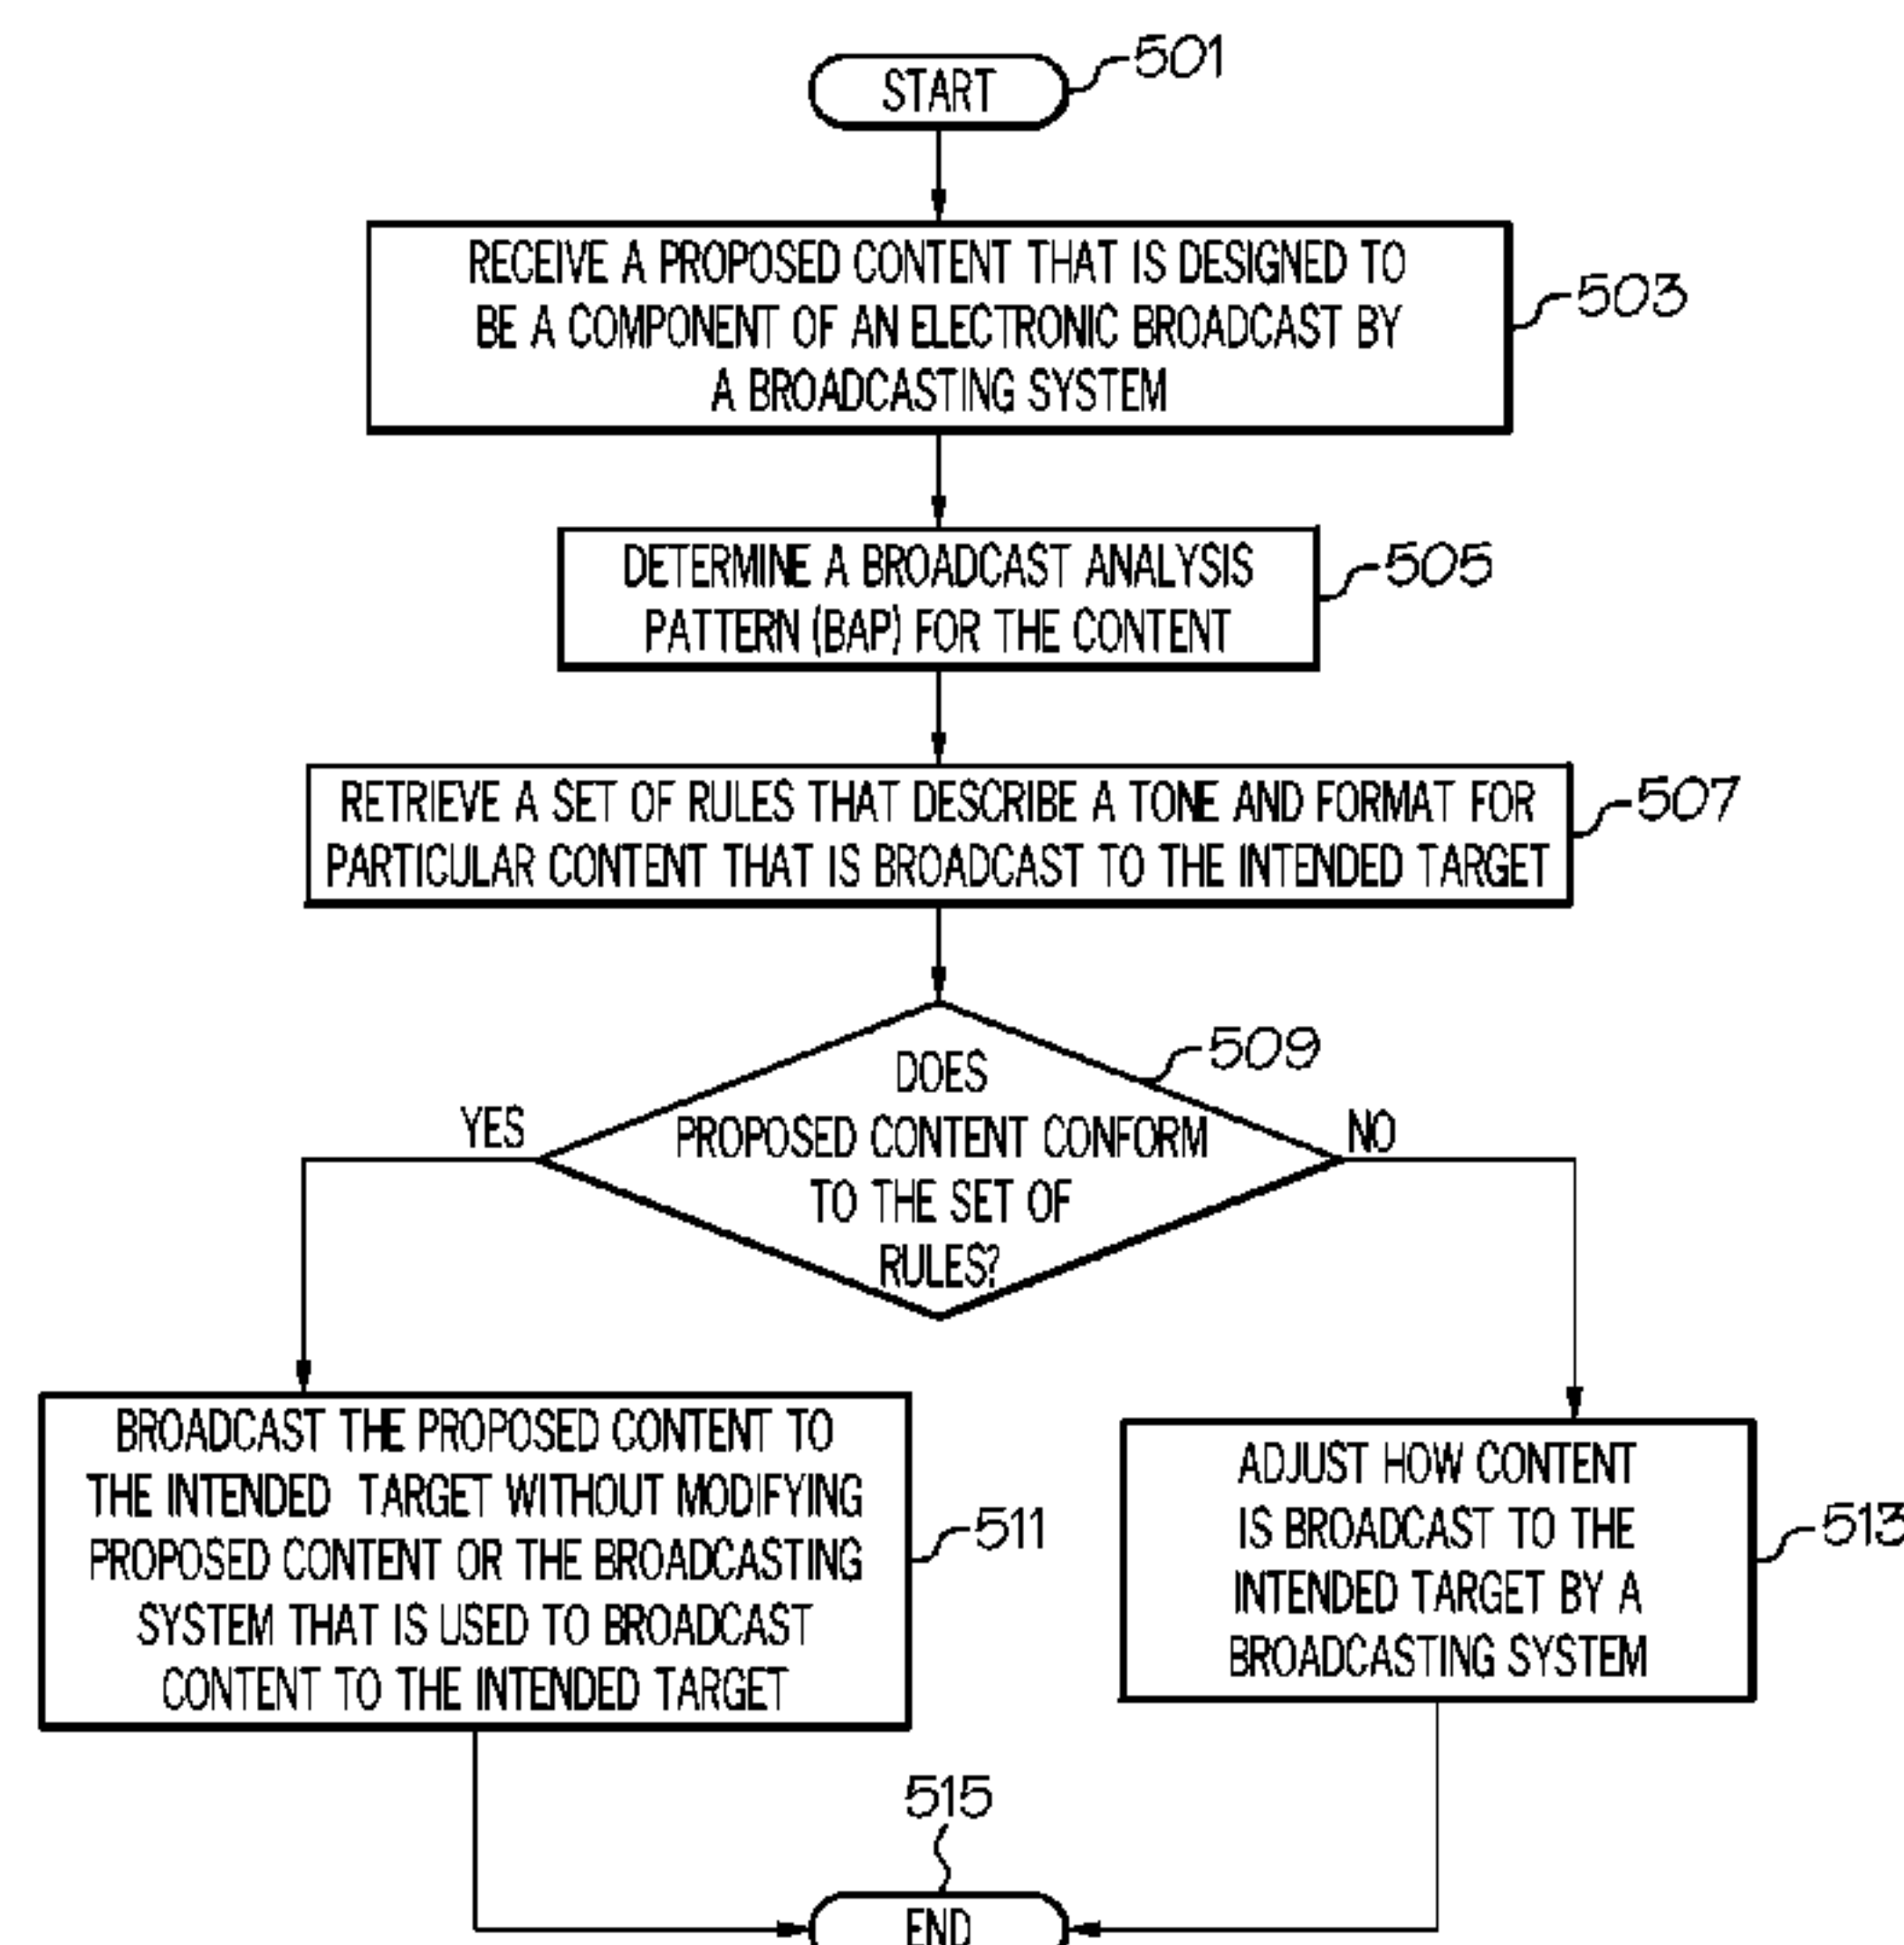 START
501
RECEIVE A PROPOSED CONTENT THAT IS DESIGNED TO
BE A COMPONENT OF AN ELECTRONIC BROADCAST BY
A BROADCASTING SYSTEM
503
DETERMINE A BROADCAST ANALYSIS
PATTERN (BAP) FOR THE CONTENT
505
RETRIEVE A SET OF RULES THAT DESCRIBE A TONE AND FORMAT FOR
PARTICULAR CONTENT THAT IS BROADCAST TO THE INTENDED TARGET
507
DOES
PROPOSED CONTENT CONFORM
TO THE SET OF
RULES?
509
YES
NO
BROADCAST THE PROPOSED CONTENT TO
THE INTENDED TARGET WITHOUT MODIFYING
PROPOSED CONTENT OR THE BROADCASTING
SYSTEM THAT IS USED TO BROADCAST
CONTENT TO THE INTENDED TARGET
511
ADJUST HOW CONTENT
IS BROADCAST TO THE
INTENDED TARGET BY A
BROADCASTING SYSTEM
513
515
END